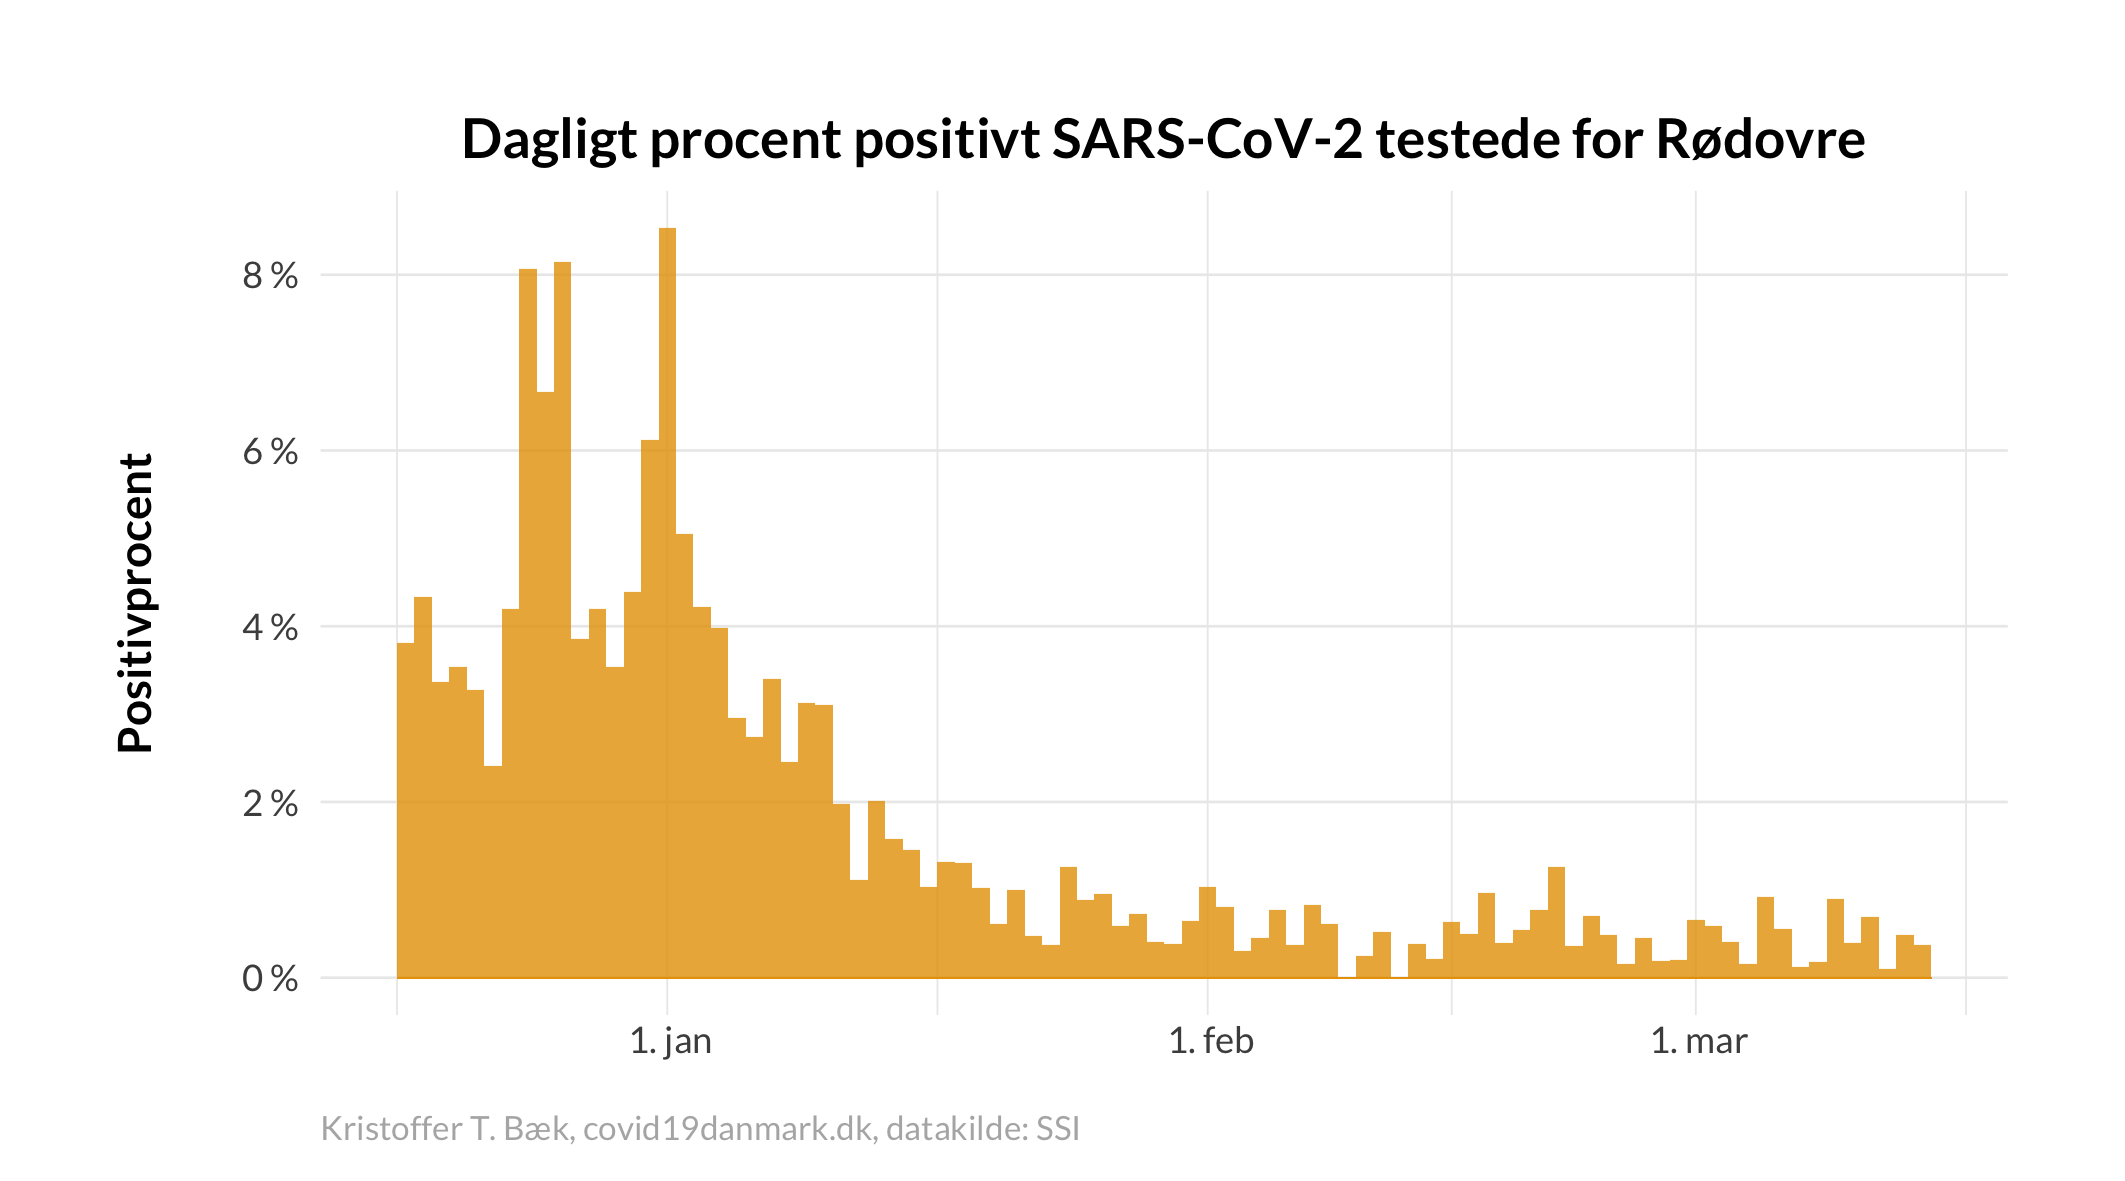 Dagligt procent positivt SARS-CoV-2 testede for Rødovre
Positivprocent
8 %
6 %
4 %
2 %
0 %
1. jan
1. feb
1. mar
Kristoffer T. Bæk, covid19danmark.dk, datakilde: SSI